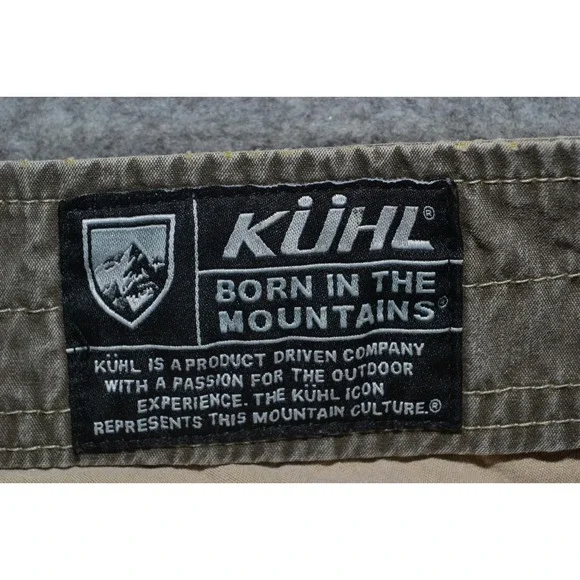 KÜHL®
BORN IN THE
MOUNTAINS®
KÜHL IS A PRODUCT DRIVEN COMPANY
WITH A PASSION FOR THE OUTDOOR
EXPERIENCE. THE KÜHL ICON
REPRESENTS THIS MOUNTAIN CULTURE.®